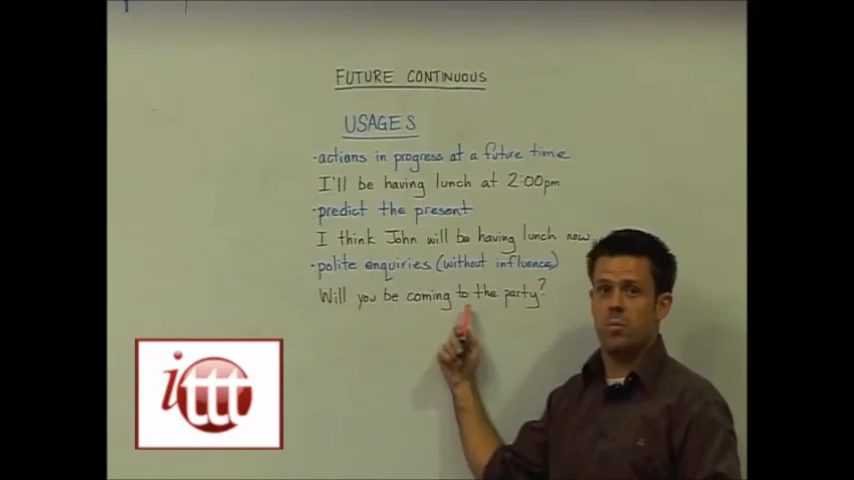 FUTURE CONTINUOUS
USAGES
-actions in progress at a future time
I'll be having lunch at 2:00pm
-predict the present
I think John will be having lunch now
-polite enquiries (without influence)
Will you be coming to the party?
ittt